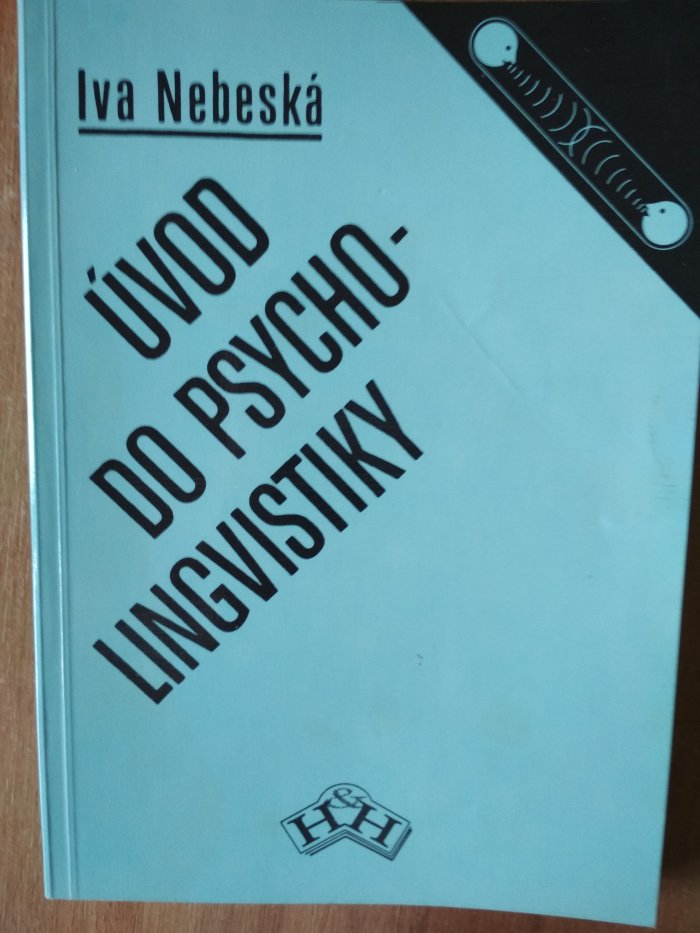 Iva Nebeská
ÚVOD
DO PSYCHO-
LINGVISTIKY
H&H